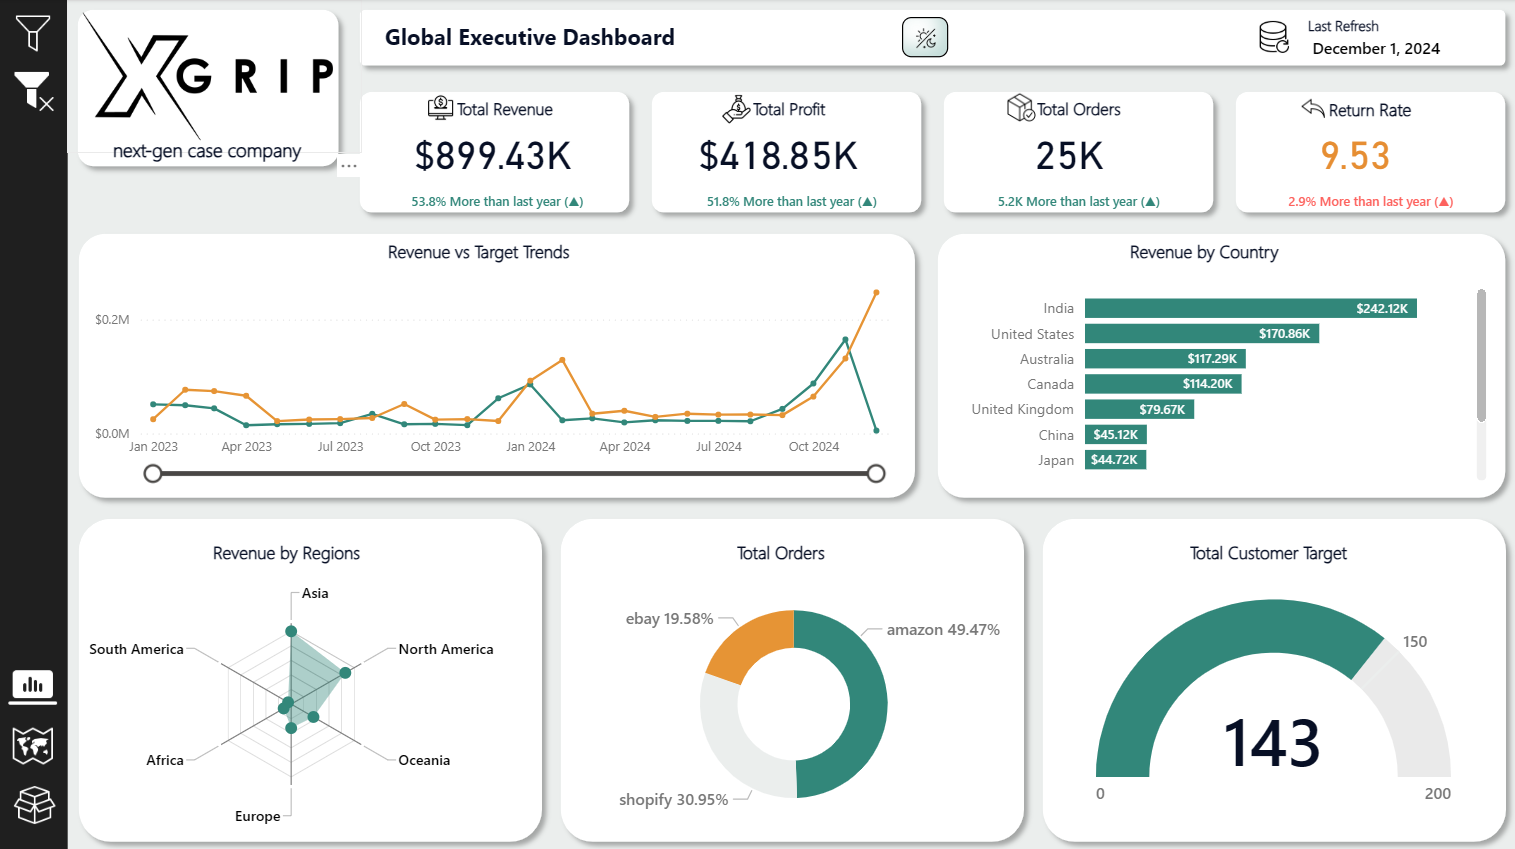 XGRIP
next-gen case company
Global Executive Dashboard
Last Refresh
December 1, 2024
Total Revenue
$899.43K
53.8% More than last year (▲)
Total Profit
$418.85K
51.8% More than last year (▲)
Total Orders
25K
5.2K More than last year (▲)
Return Rate
9.53
2.9% More than last year (▲)
Revenue vs Target Trends
$0.2M
$0.0M
Jan 2023
Apr 2023
Jul 2023
Oct 2023
Jan 2024
Apr 2024
Jul 2024
Oct 2024
Revenue by Country
India $242.12K
United States $170.86K
Australia $117.29K
Canada $114.20K
United Kingdom $79.67K
China $45.12K
Japan $44.72K
Revenue by Regions
Asia
South America
North America
Africa
Oceania
Europe
Total Orders
ebay 19.58%
amazon 49.47%
shopify 30.95%
Total Customer Target
150
143
0
200